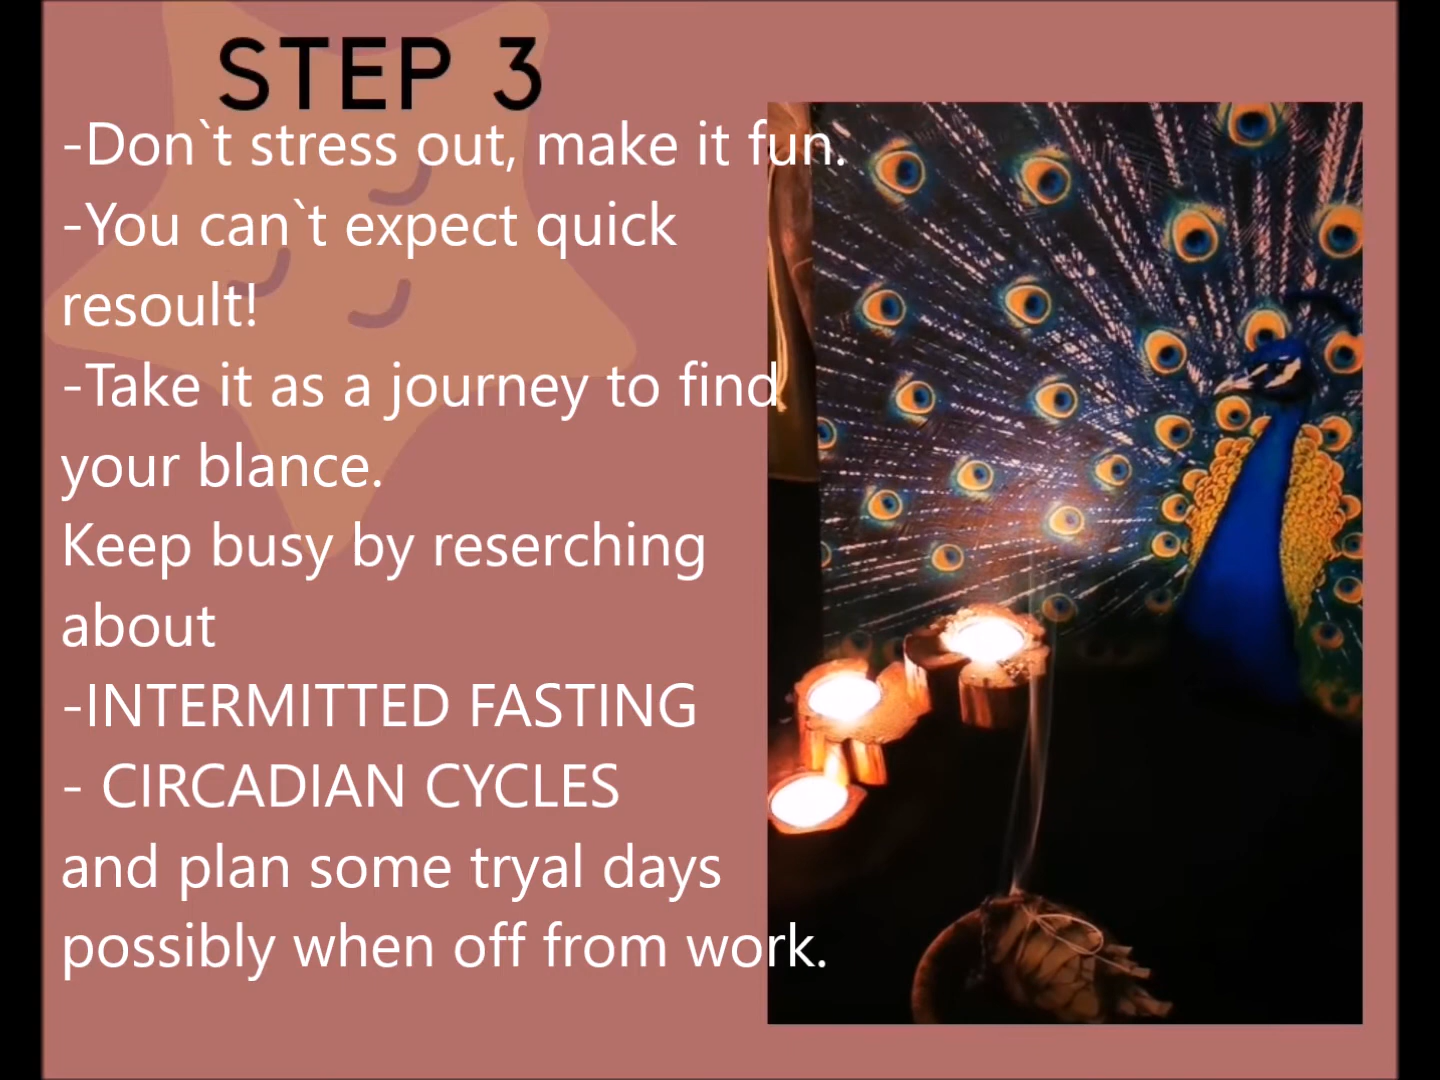 STEP 3
-Don`t stress out, make it fun.
-You can`t expect quick
resoult!
-Take it as a journey to find
your blance.
Keep busy by reserching
about
-INTERMITTED FASTING
- CIRCADIAN CYCLES
and plan some tryal days
possibly when off from work.